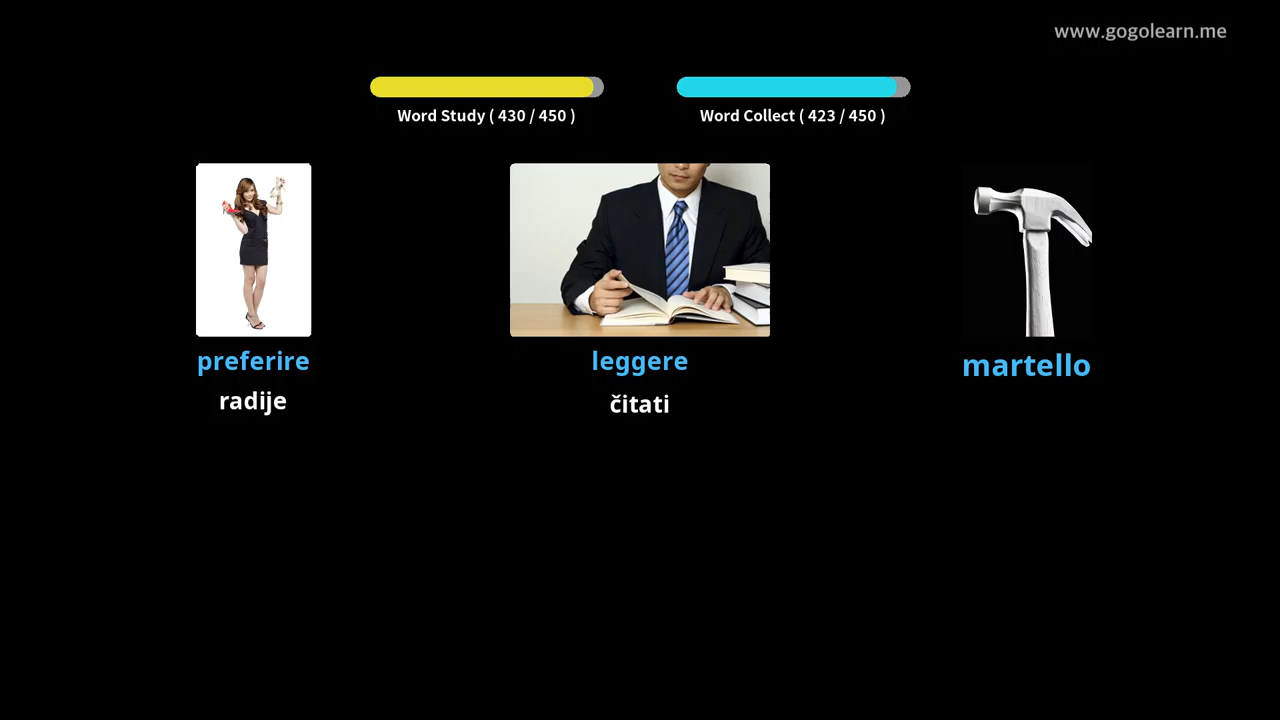 www.gogolearn.me
Word Study ( 430 / 450 )
Word Collect ( 423 / 450 )
preferire
radije
leggere
čitati
martello